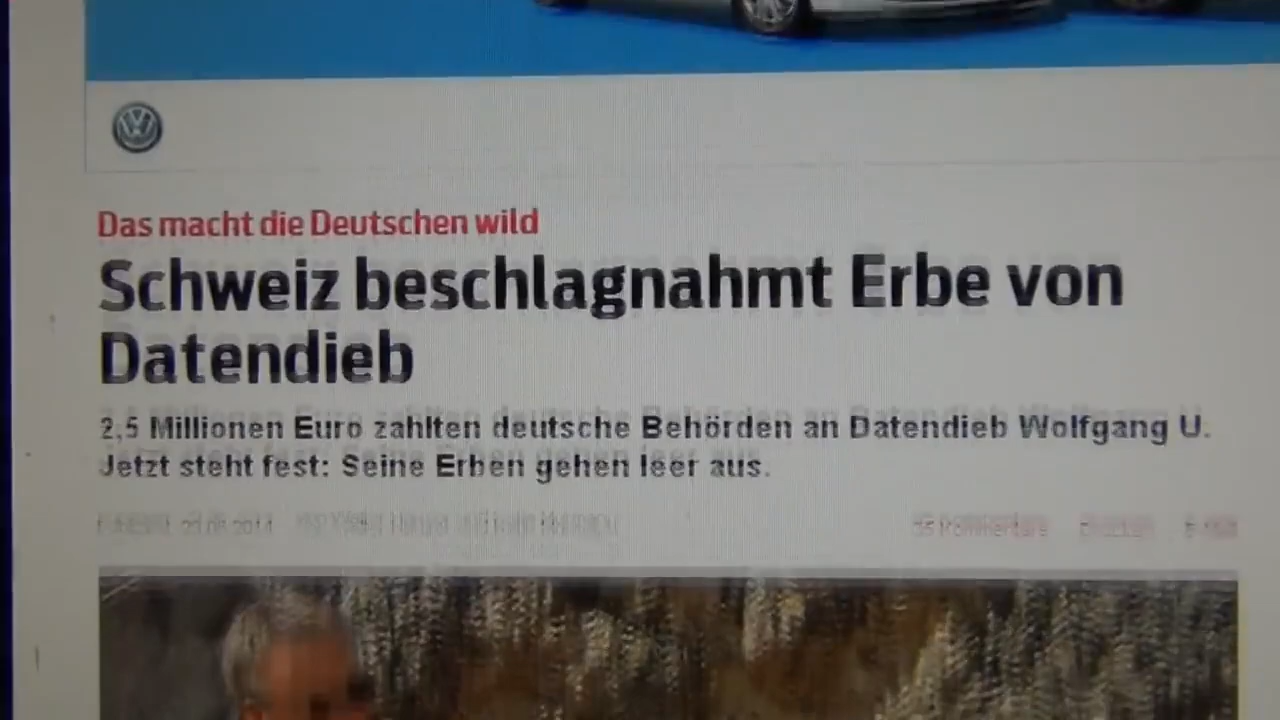 Das macht die Deutschen wild
Schweiz beschlagnahmt Erbe von
Datendieb
2,5 Millionen Euro zahlten deutsche Behörden an Datendieb Wolfgang U.
Jetzt steht fest: Seine Erben gehen leer aus.
Kommentare